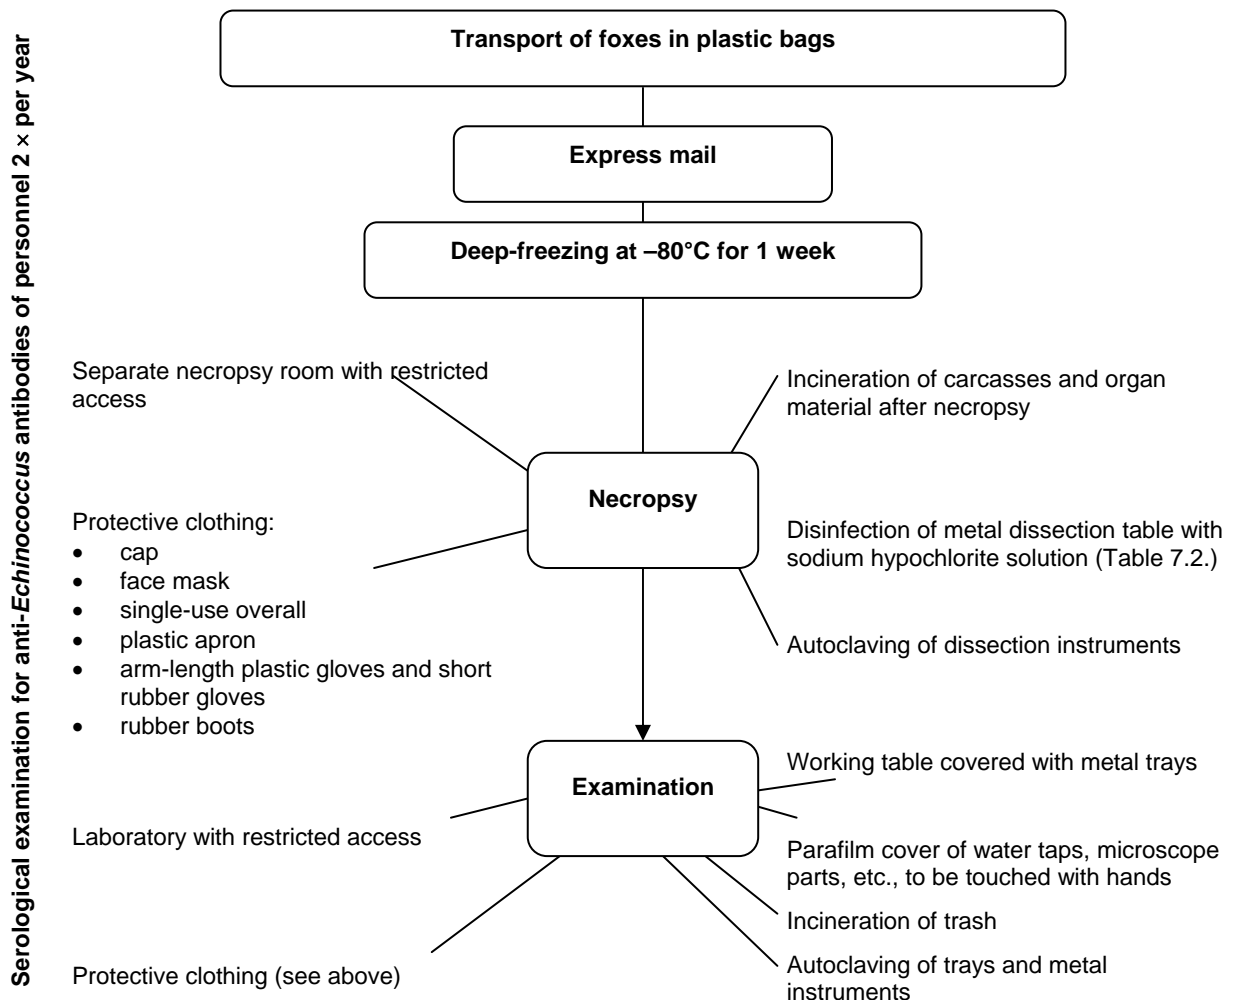 Serological examination for anti-Echinococcus antibodies of personnel 2 × per year
Transport of foxes in plastic bags
Express mail
Deep-freezing at –80°C for 1 week
Separate necropsy room with restricted
access
Incineration of carcasses and organ
material after necropsy
Necropsy
Protective clothing:
• cap
• face mask
• single-use overall
• plastic apron
• arm-length plastic gloves and short
rubber gloves
• rubber boots
Disinfection of metal dissection table with
sodium hypochlorite solution (Table 7.2.)
Autoclaving of dissection instruments
Examination
Working table covered with metal trays
Laboratory with restricted access
Parafilm cover of water taps, microscope
parts, etc., to be touched with hands
Incineration of trash
Protective clothing (see above)
Autoclaving of trays and metal
instruments